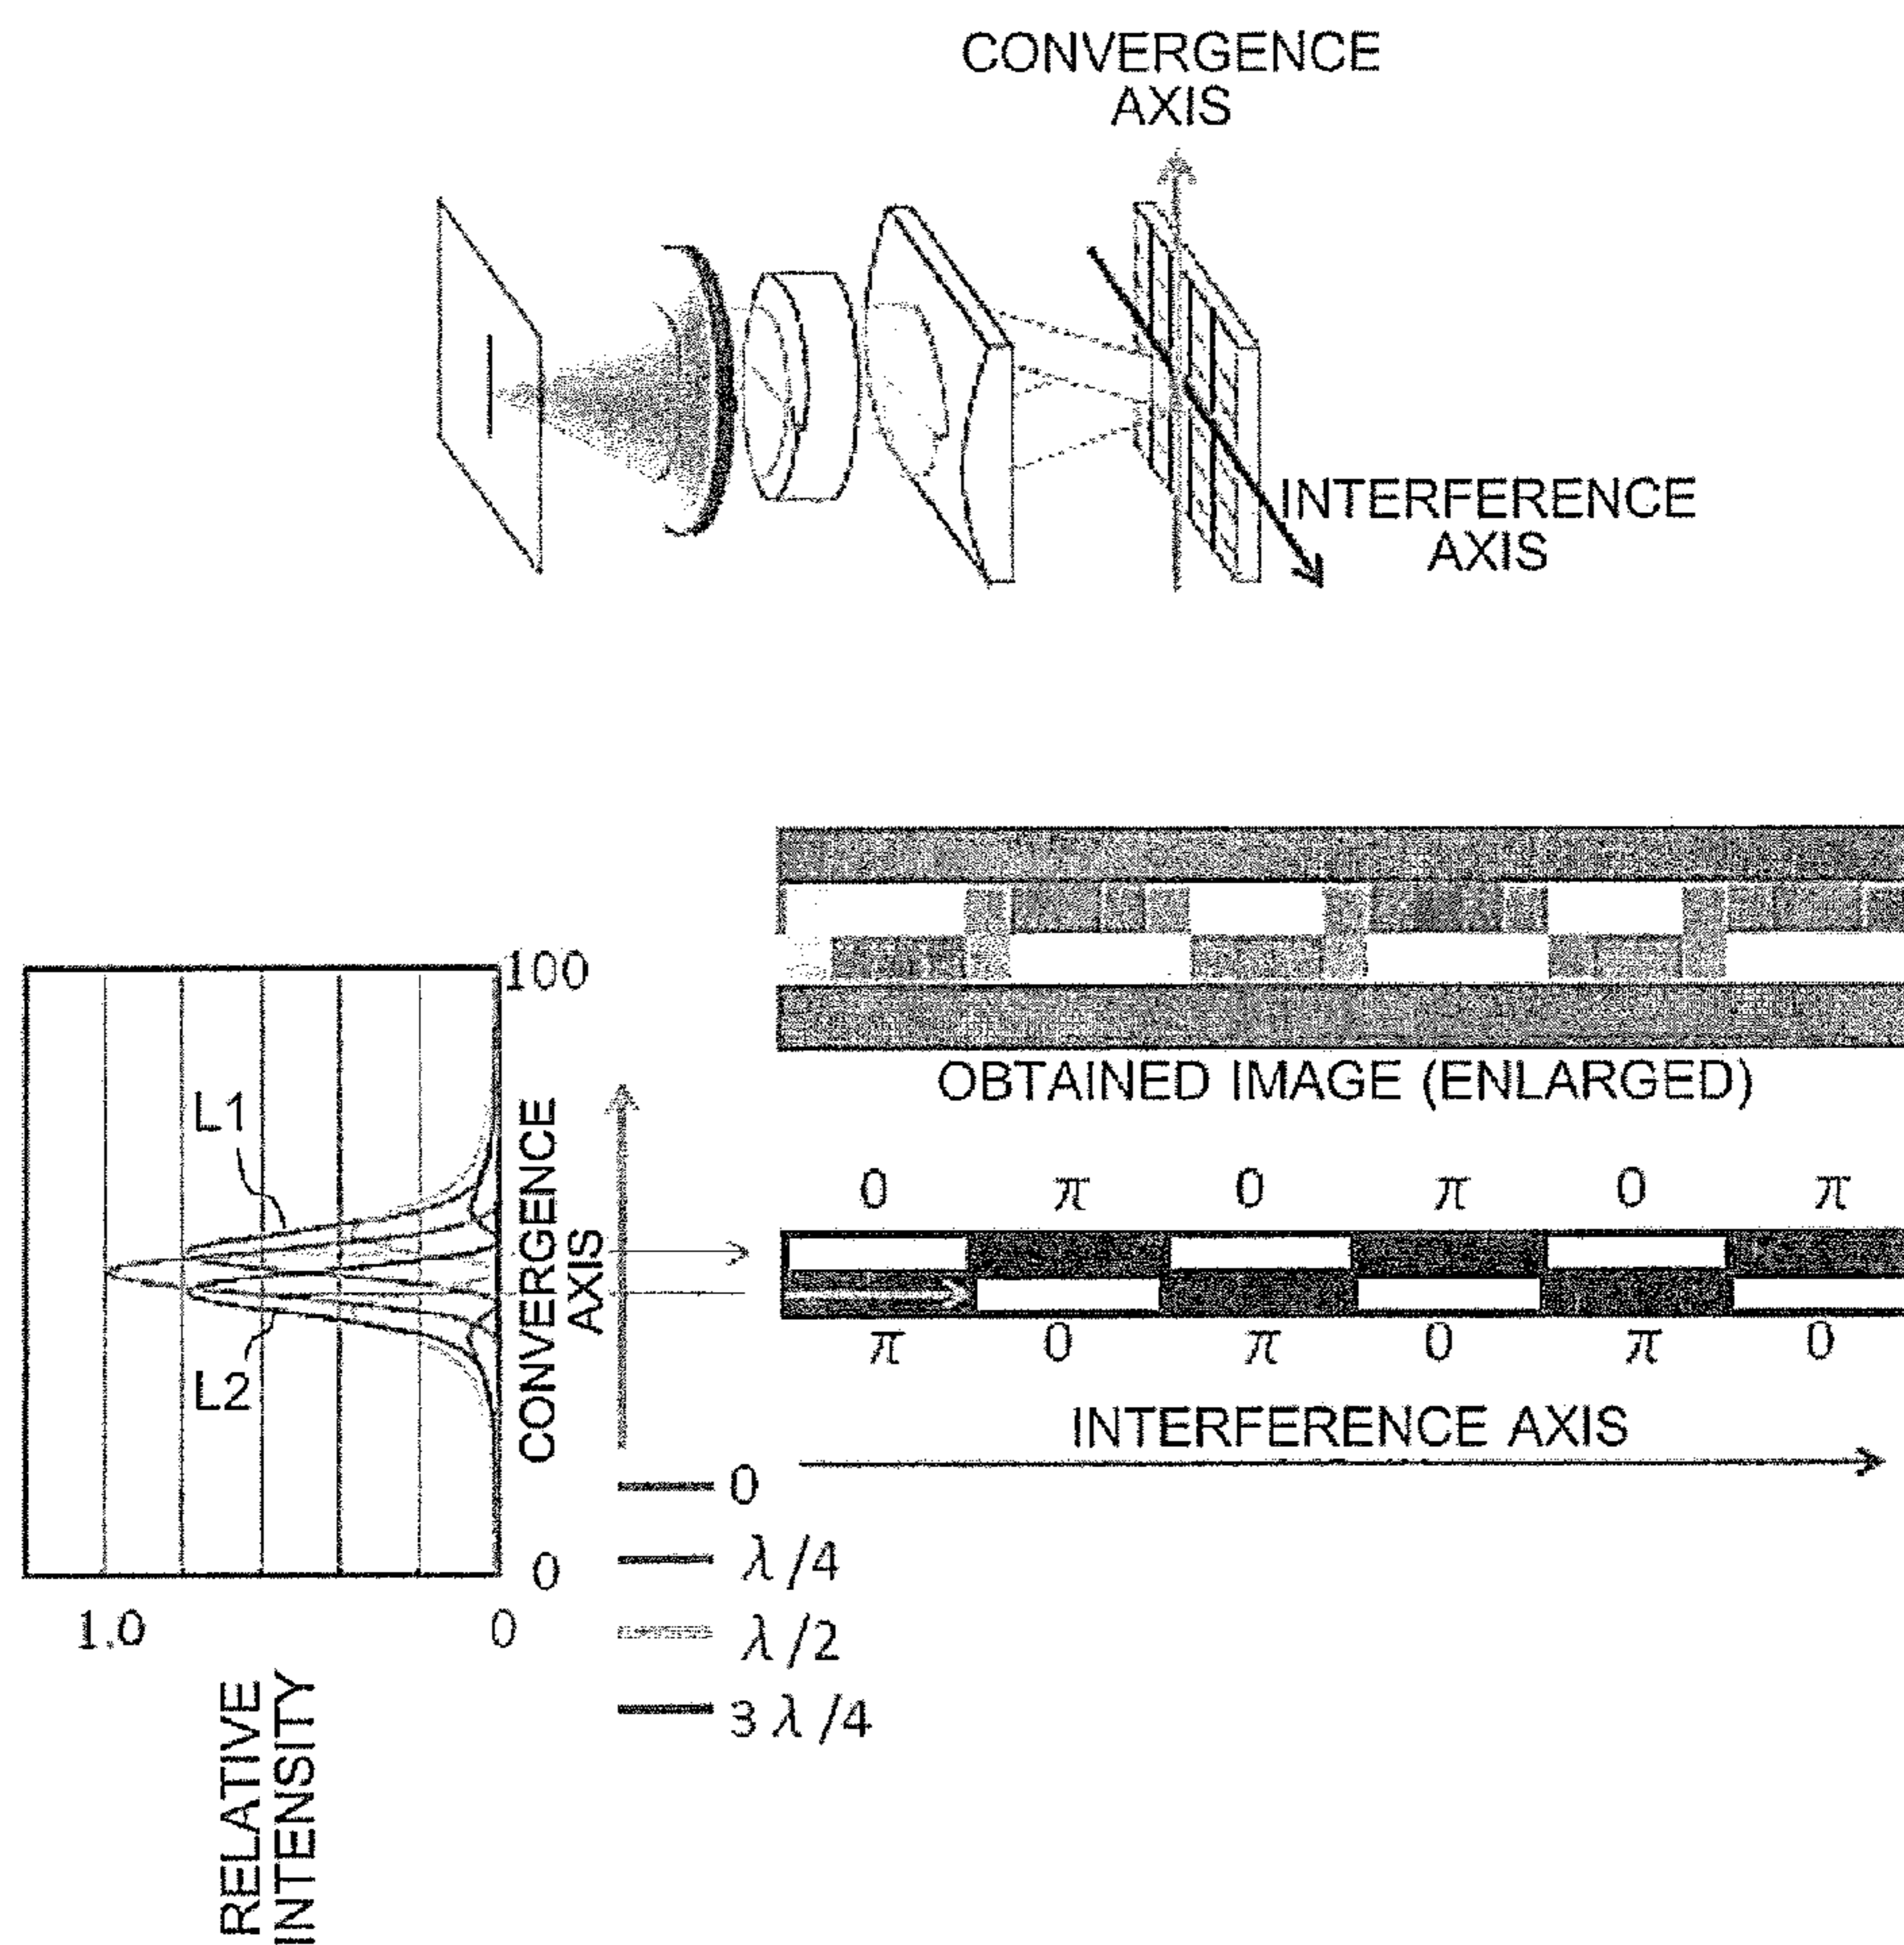 CONVERGENCE
AXIS
INTERFERENCE
AXIS
100
L1
L2
CONVERGENCE
AXIS
0
1.0
0
RELATIVE
INTENSITY
0
λ/4
λ/2
3λ/4
OBTAINED IMAGE (ENLARGED)
0 π 0 π 0 π
π 0 π 0 π 0
INTERFERENCE AXIS